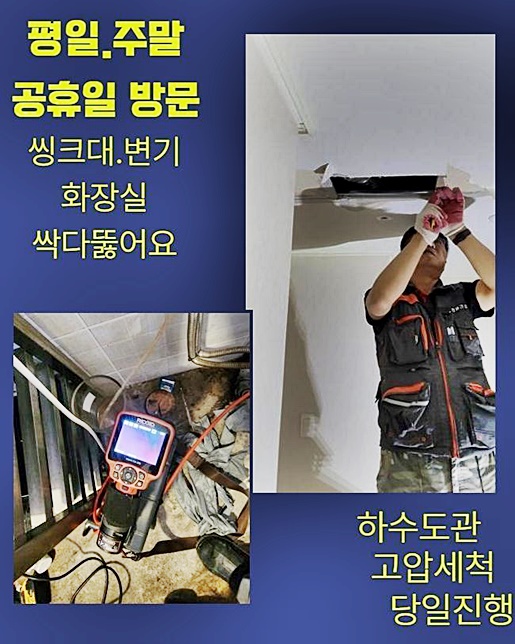 평일.주말
공휴일 방문
씽크대.변기
화장실
싹다뚫어요
RIDGID
하수도관
고압세척
당일진행